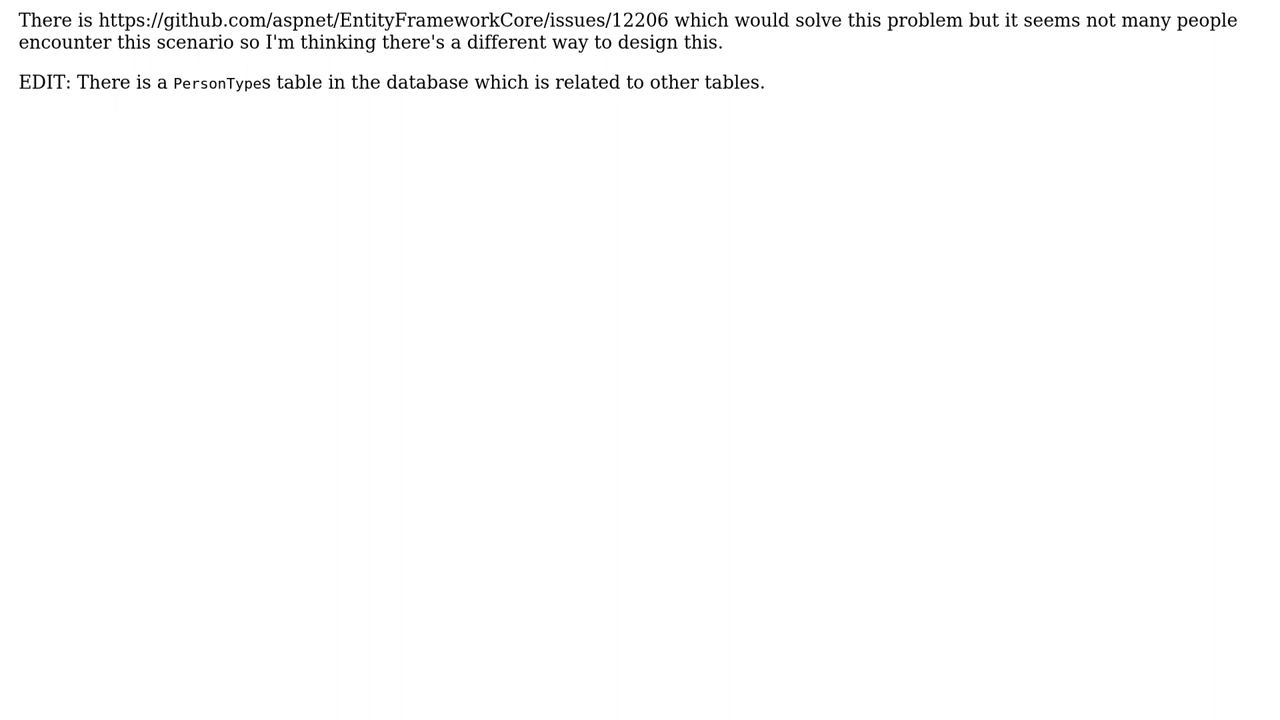 There is https://github.com/aspnet/EntityFrameworkCore/issues/12206 which would solve this problem but it seems not many people
encounter this scenario so I'm thinking there's a different way to design this.
EDIT: There is a PersonTypes table in the database which is related to other tables.